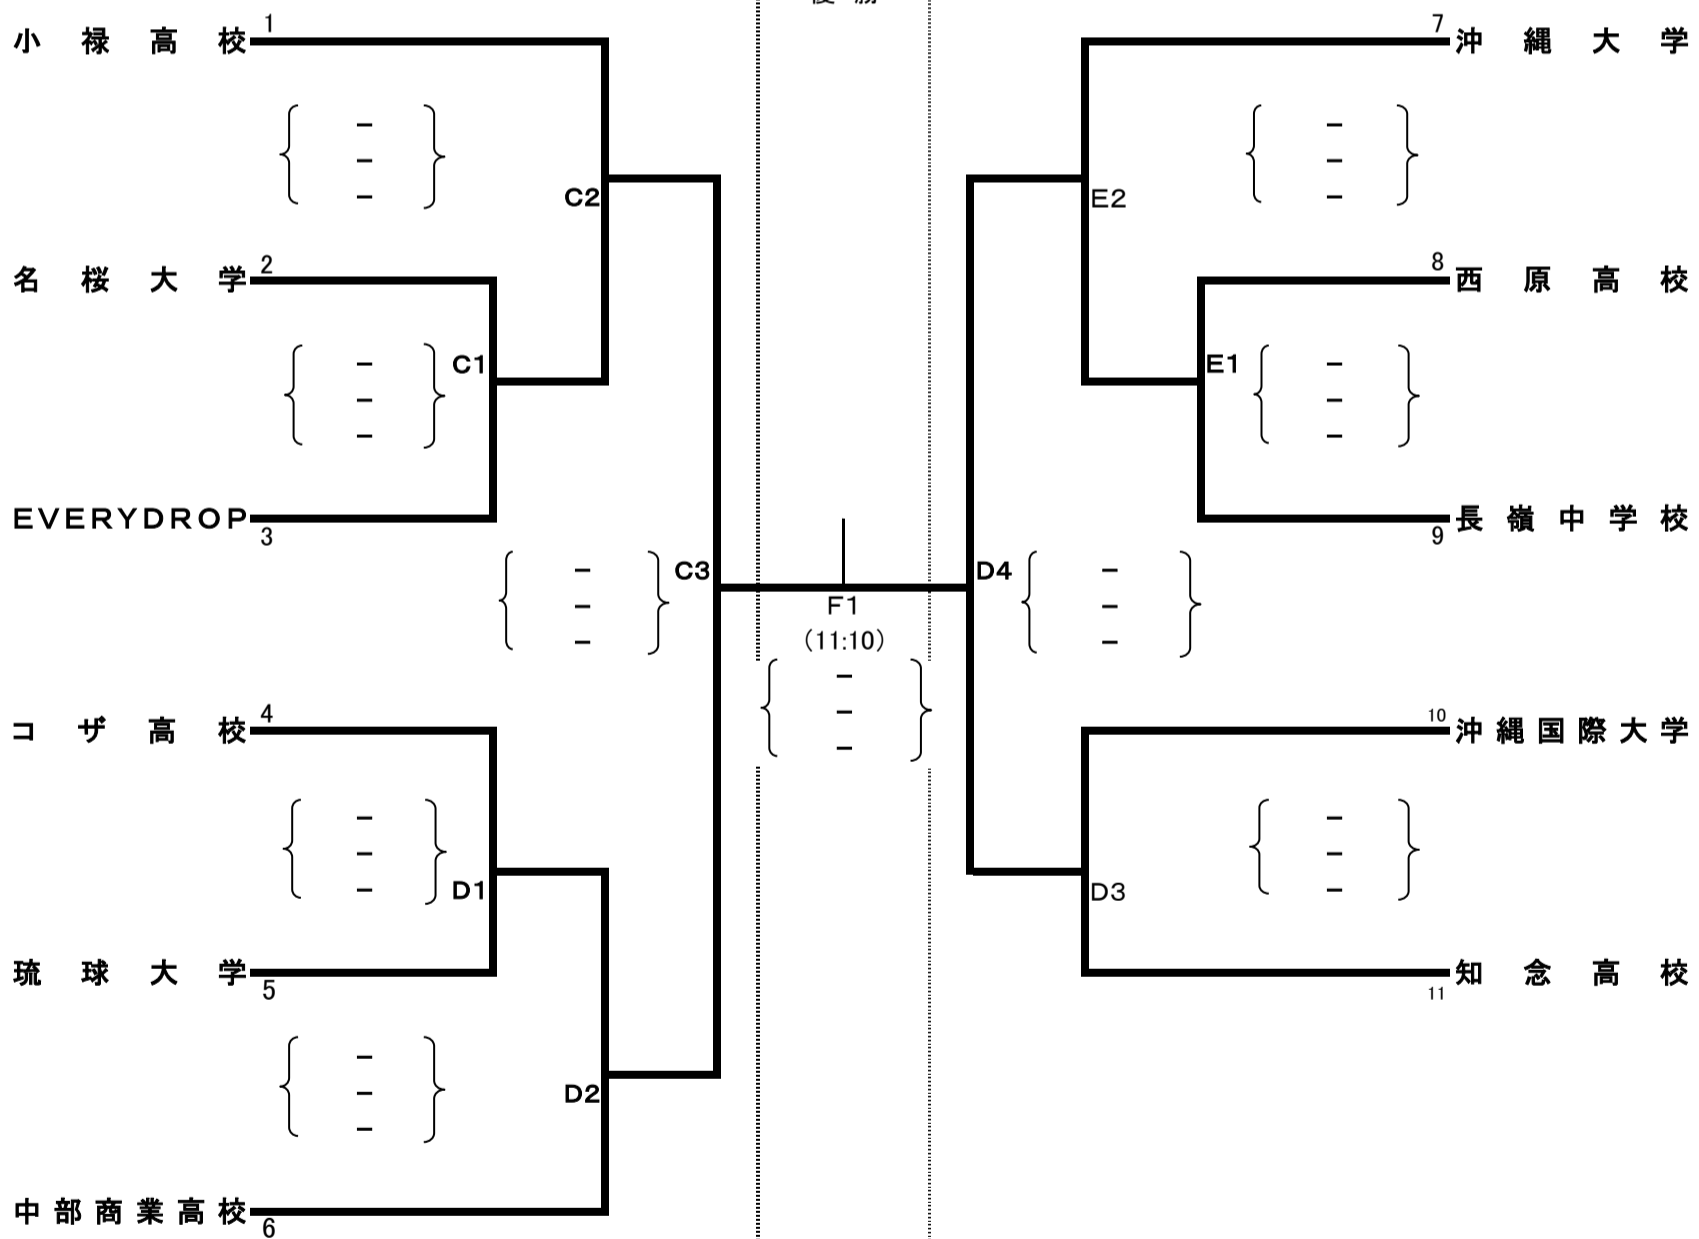 小禄高校 1
7 沖縄大学
－
－
－
－
－
－
C2
E2
名桜大学 2
8 西原高校
－
－
－
－
－
－
C1
E1
EVERYDROP 3
9 長嶺中学校
－
－
－
C3
D4
－
－
－
F1
(11:10)
－
－
－
コザ高校 4
10 沖縄国際大学
－
－
－
－
－
－
D1
D3
琉球大学 5
11 知念高校
－
－
－
D2
中部商業高校 6